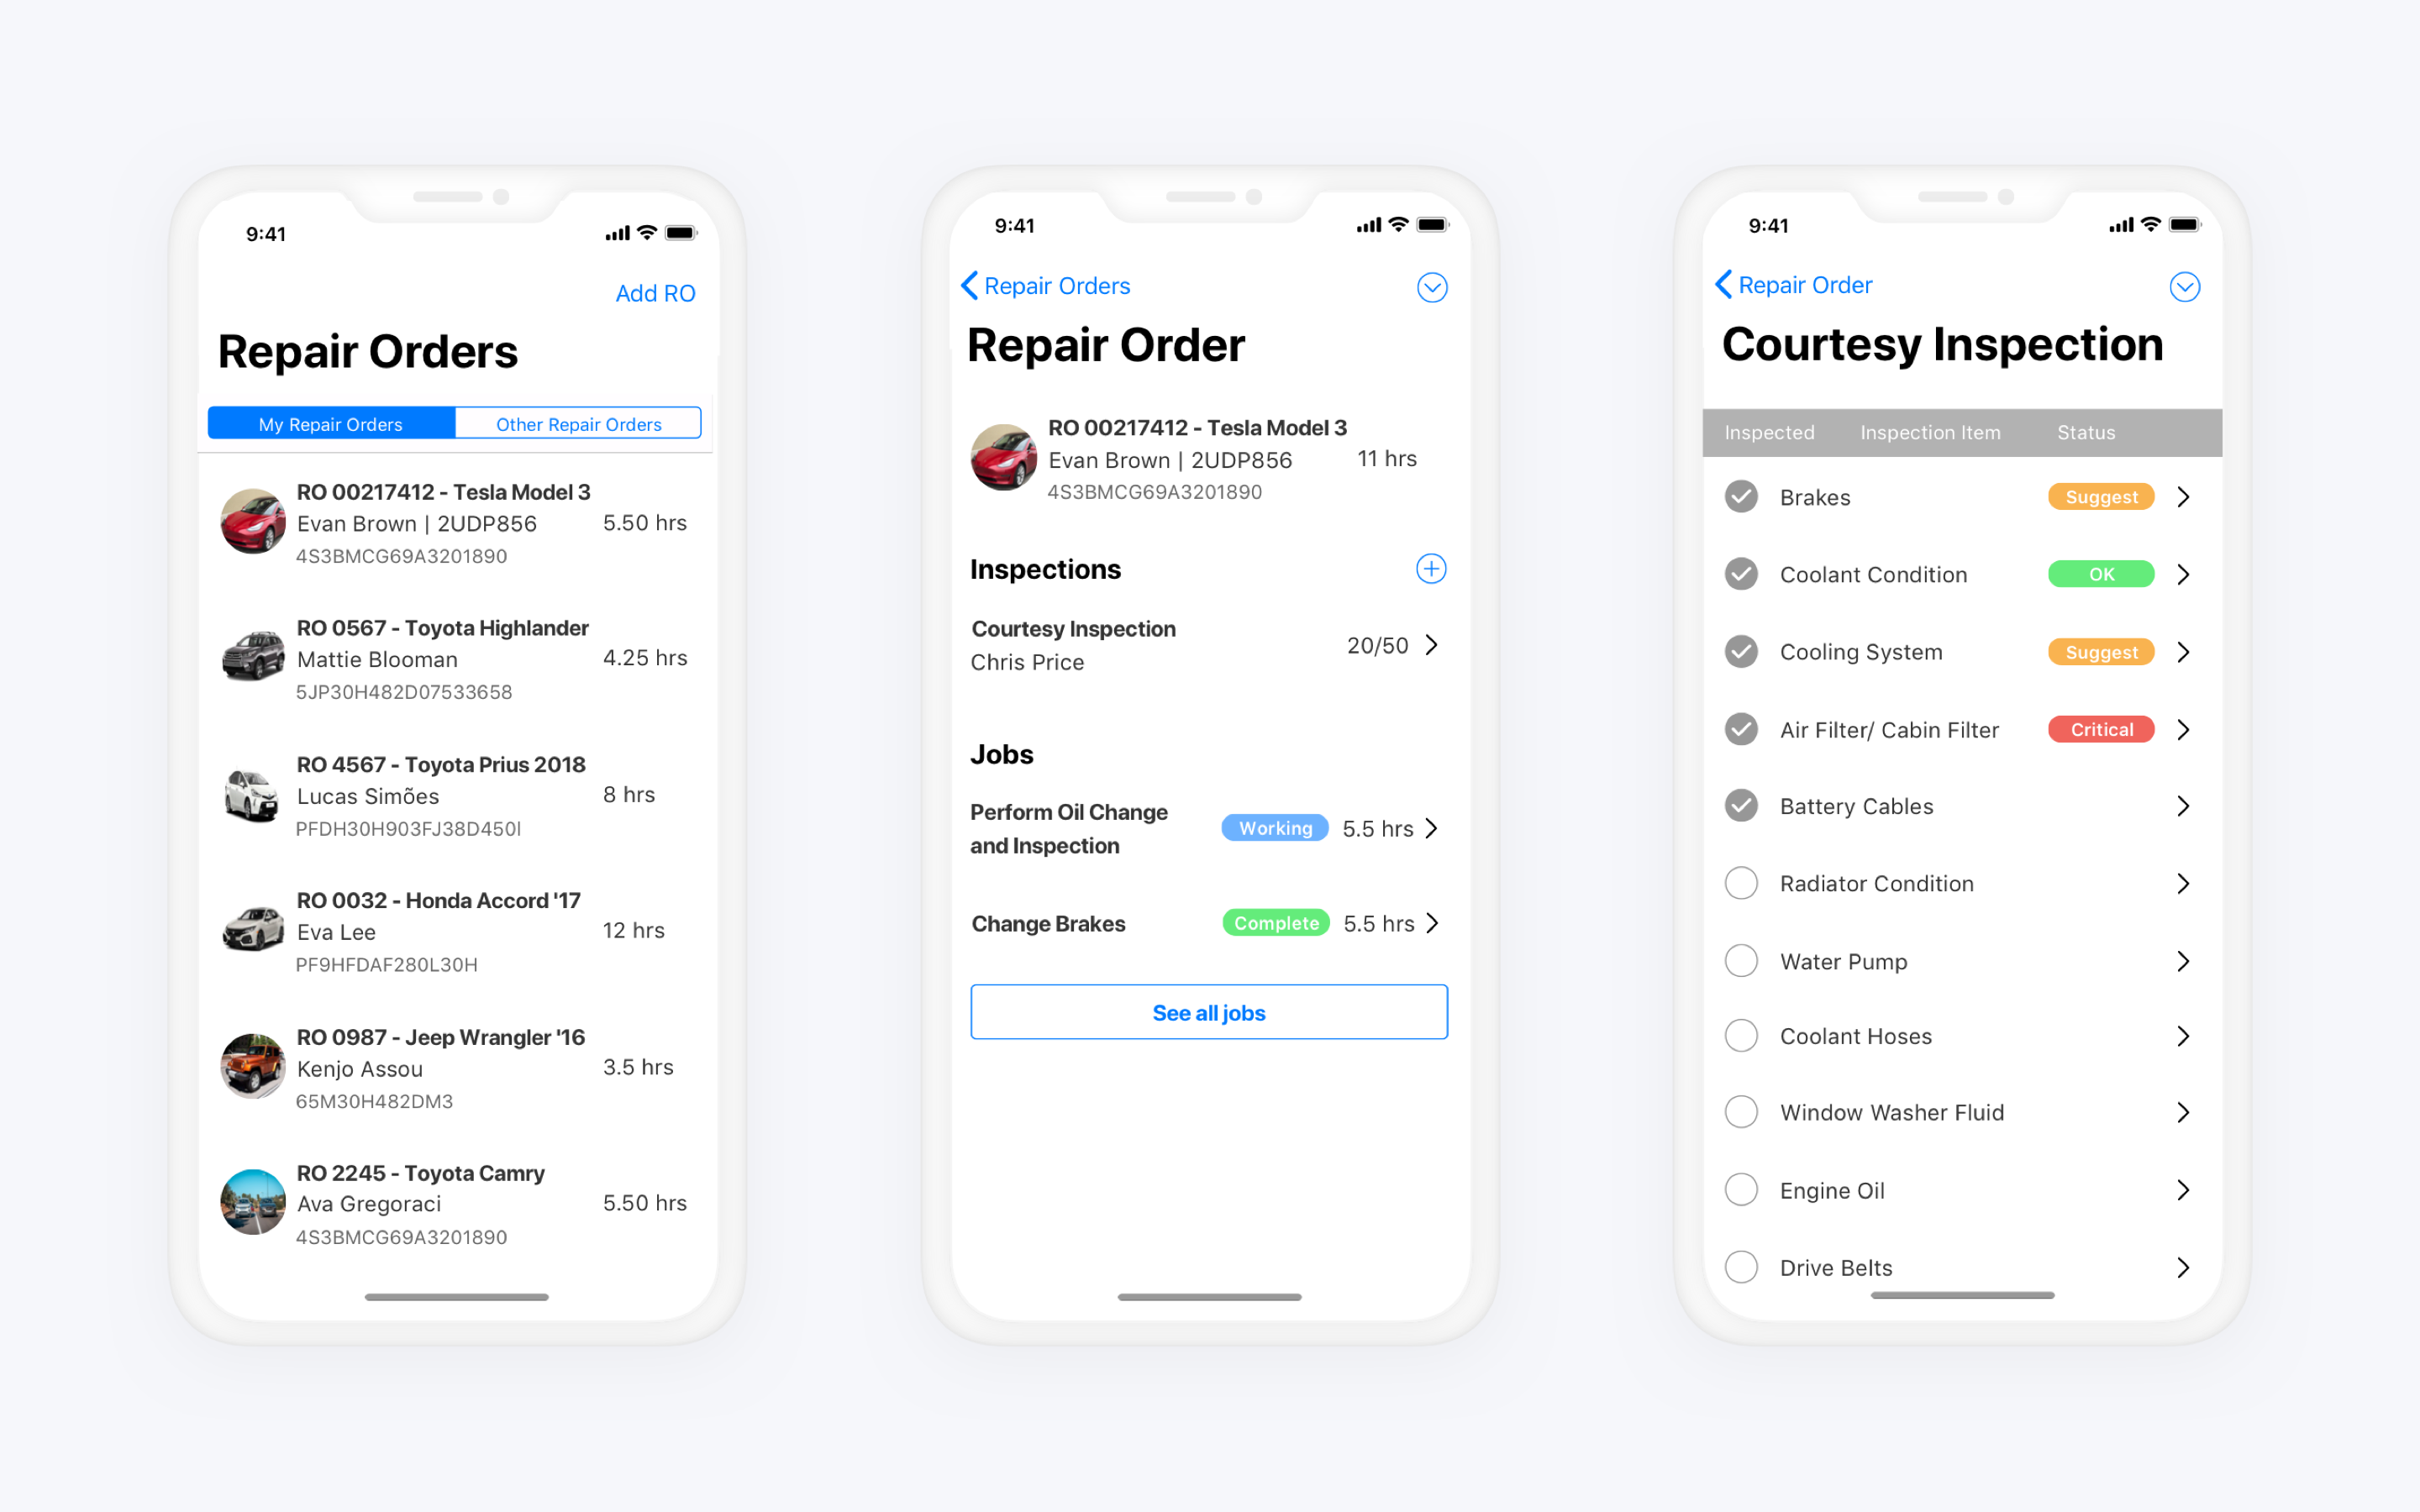 9:41
Add RO
Repair Orders
My Repair Orders
Other Repair Orders
RO 00217412 - Tesla Model 3
Evan Brown | 2UDP856
5.50 hrs
4S3BMCG69A3201890
RO 0567 - Toyota Highlander
Mattie Blooman
4.25 hrs
5JP30H482D07533658
RO 4567 - Toyota Prius 2018
Lucas Simões
8 hrs
PFDH30H903FJ38D450l
RO 0032 - Honda Accord '17
Eva Lee
12 hrs
PF9HFDAF280L30H
RO 0987 - Jeep Wrangler '16
Kenjo Assou
3.5 hrs
65M30H482DM3
RO 2245 - Toyota Camry
Ava Gregoraci
5.50 hrs
4S3BMCG69A3201890
9:41
Repair Orders
Repair Order
RO 00217412 - Tesla Model 3
Evan Brown | 2UDP856
11 hrs
4S3BMCG69A3201890
Inspections
Courtesy Inspection
Chris Price
20/50
Jobs
Perform Oil Change
and Inspection
Working
5.5 hrs
Change Brakes
Complete
5.5 hrs
See all jobs
9:41
Repair Order
Courtesy Inspection
Inspected
Inspection Item
Status
Brakes
Suggest
Coolant Condition
OK
Cooling System
Suggest
Air Filter/ Cabin Filter
Critical
Battery Cables
Radiator Condition
Water Pump
Coolant Hoses
Window Washer Fluid
Engine Oil
Drive Belts